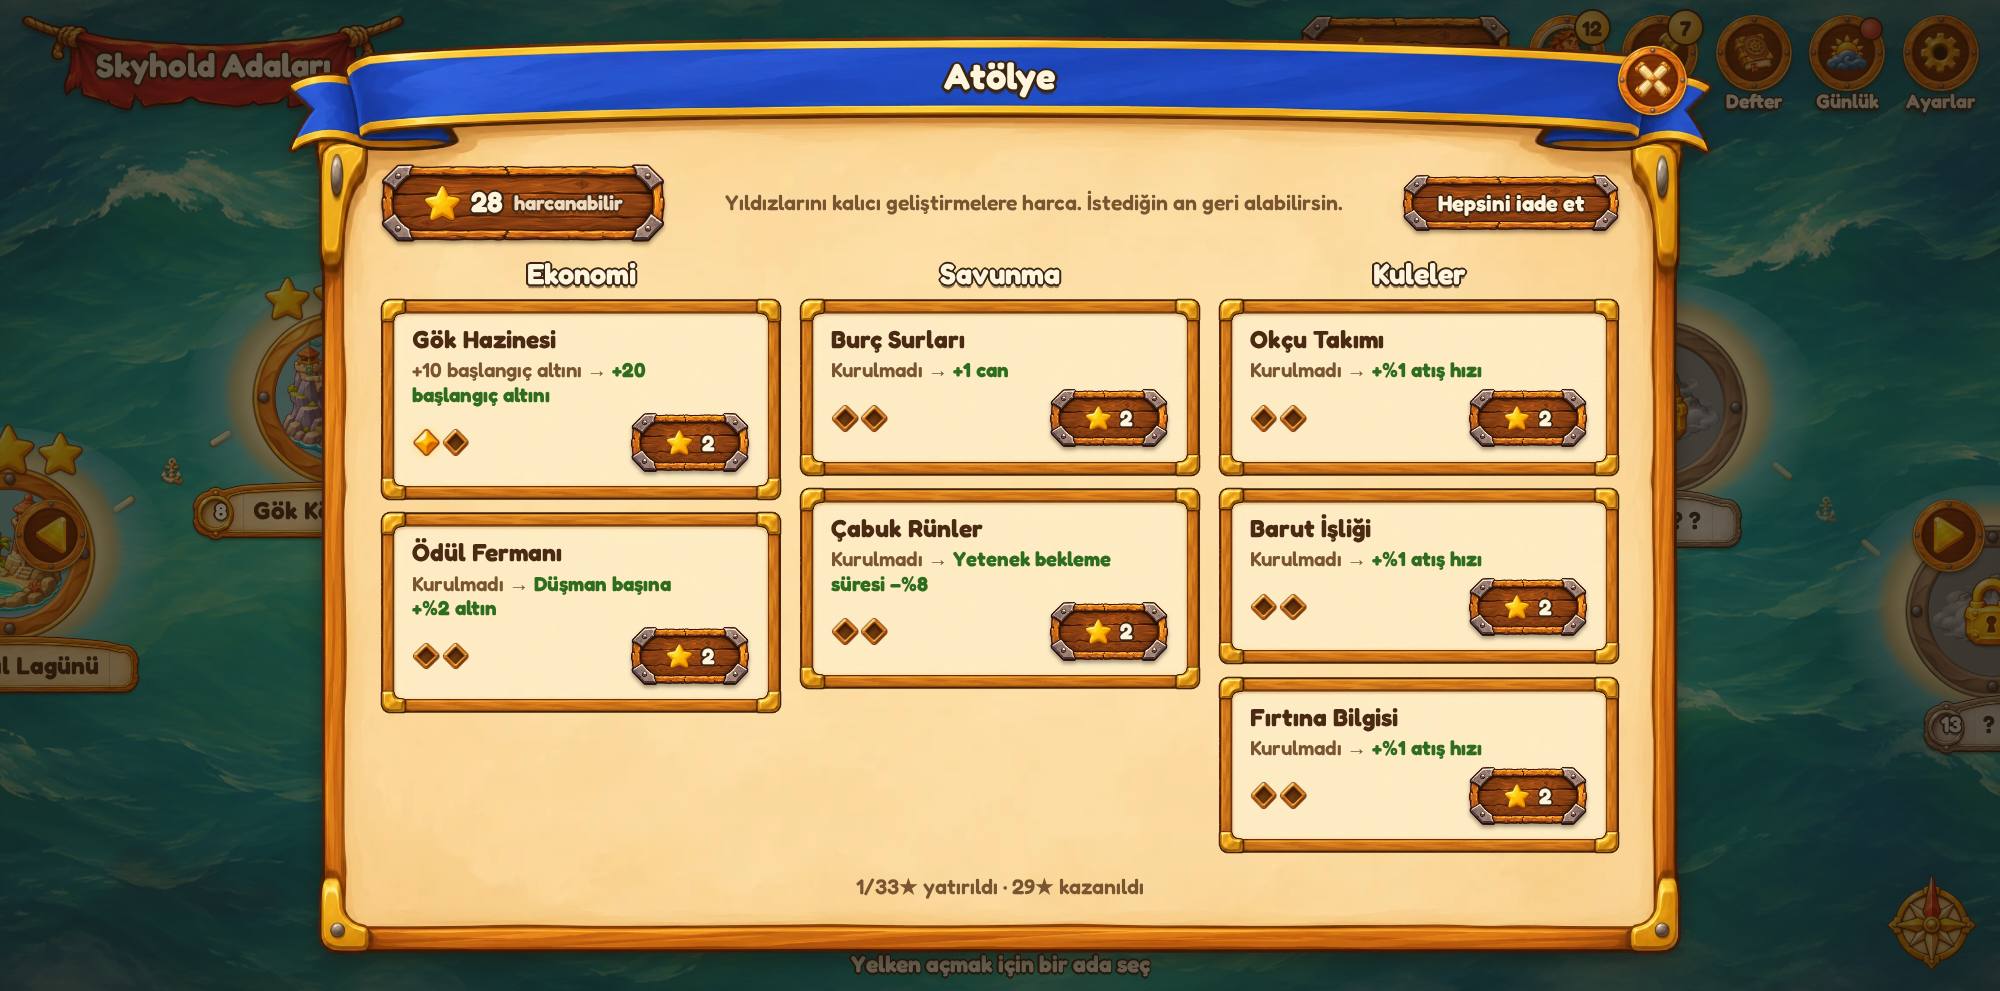 Skyhold Adaları
12
7
Defter
Günlük
Ayarlar
Atölye
28 harcanabilir
Yıldızlarını kalıcı geliştirmelere harca. İstediğin an geri alabilirsin.
Hepsini iade et
Ekonomi
Gök Hazinesi
+10 başlangıç altını → +20
başlangıç altını
2
Ödül Fermanı
Kurulmadı → Düşman başına
+%2 altın
2
Savunma
Burç Surları
Kurulmadı → +1 can
2
Çabuk Rünler
Kurulmadı → Yetenek bekleme
süresi −%8
2
Kuleler
Okçu Takımı
Kurulmadı → +%1 atış hızı
2
Barut İşliği
Kurulmadı → +%1 atış hızı
2
Fırtına Bilgisi
Kurulmadı → +%1 atış hızı
2
1/33★ yatırıldı · 29★ kazanıldı
8 Gök
Lagünü
? ?
13 ?
Yelken açmak için bir ada seç